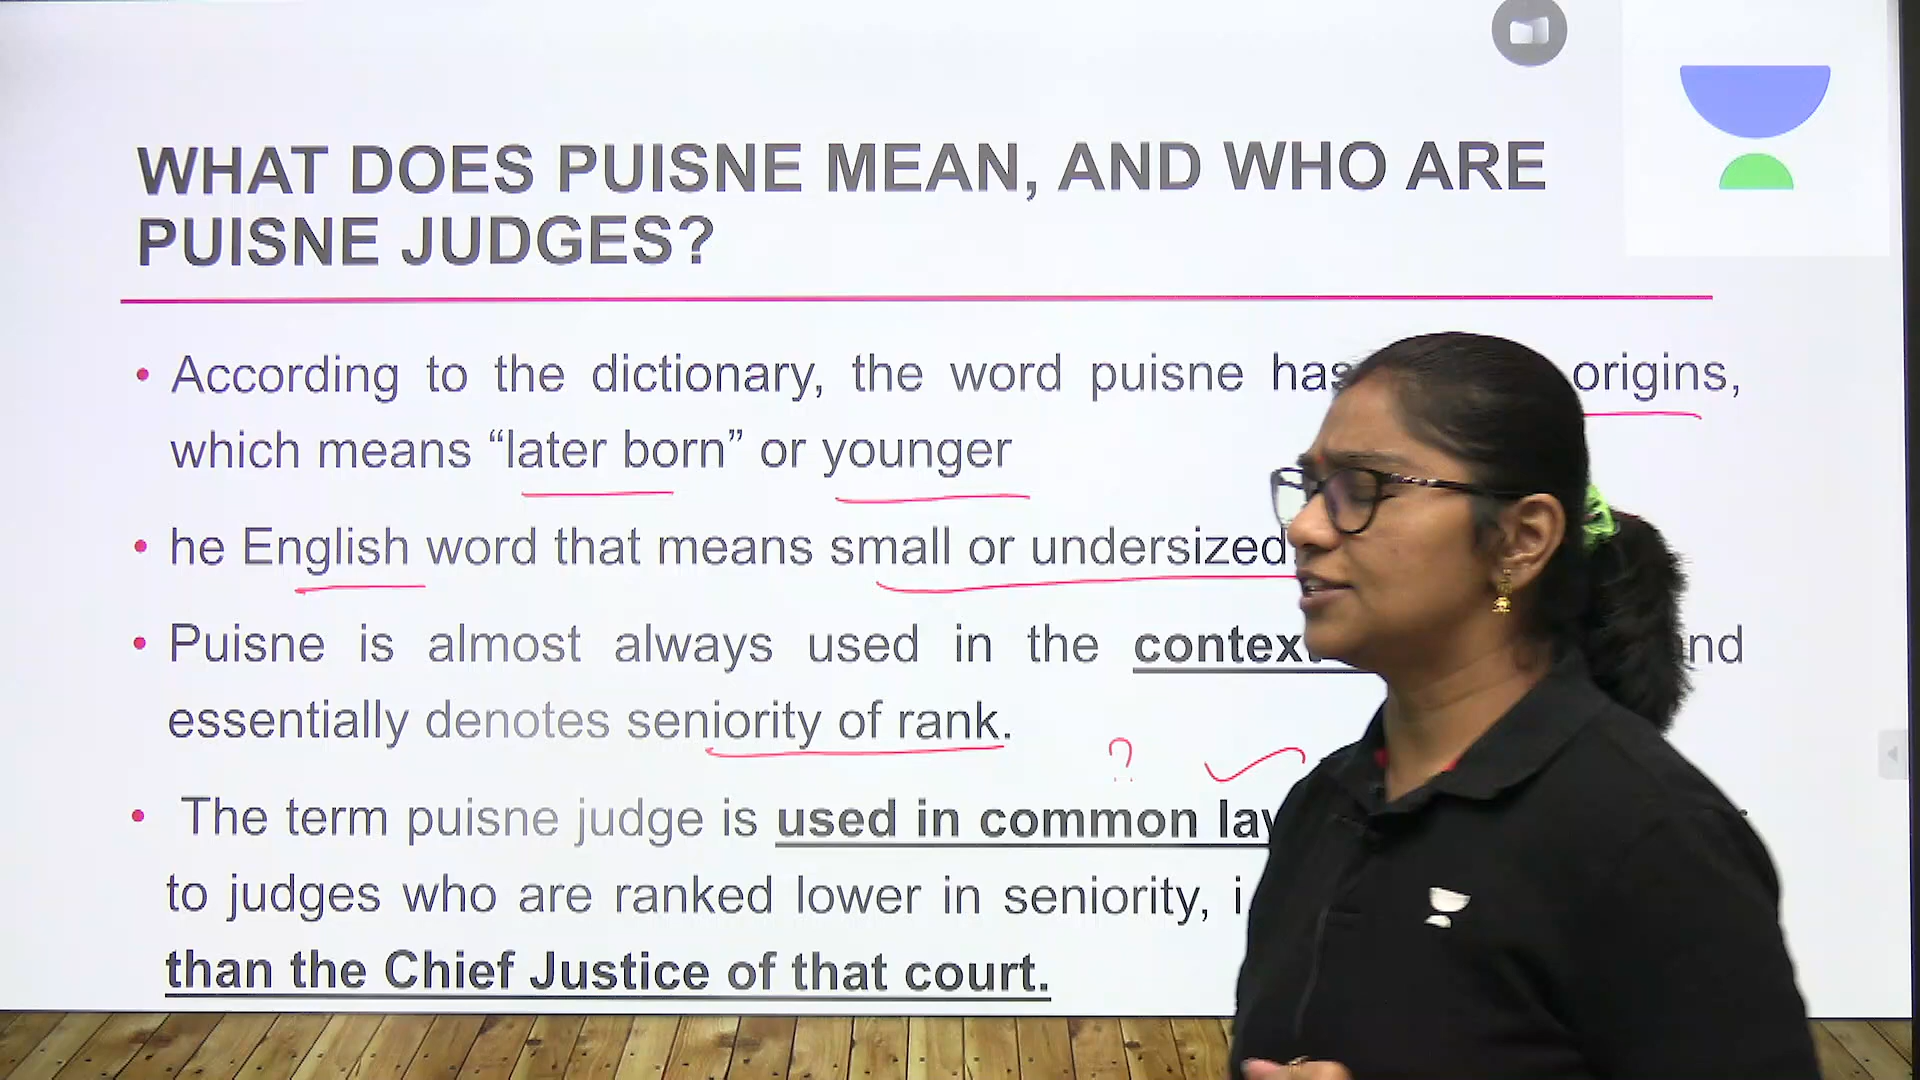 WHAT DOES PUISNE MEAN, AND WHO ARE
PUISNE JUDGES?
• According to the dictionary, the word puisne has origins,
which means “later born” or younger
• he English word that means small or undersized
• Puisne is almost always used in the
essentially denotes seniority of rank.
?
• The term puisne judge is used in common
to judges who are ranked lower in seniority,
than the Chief Justice of that court.